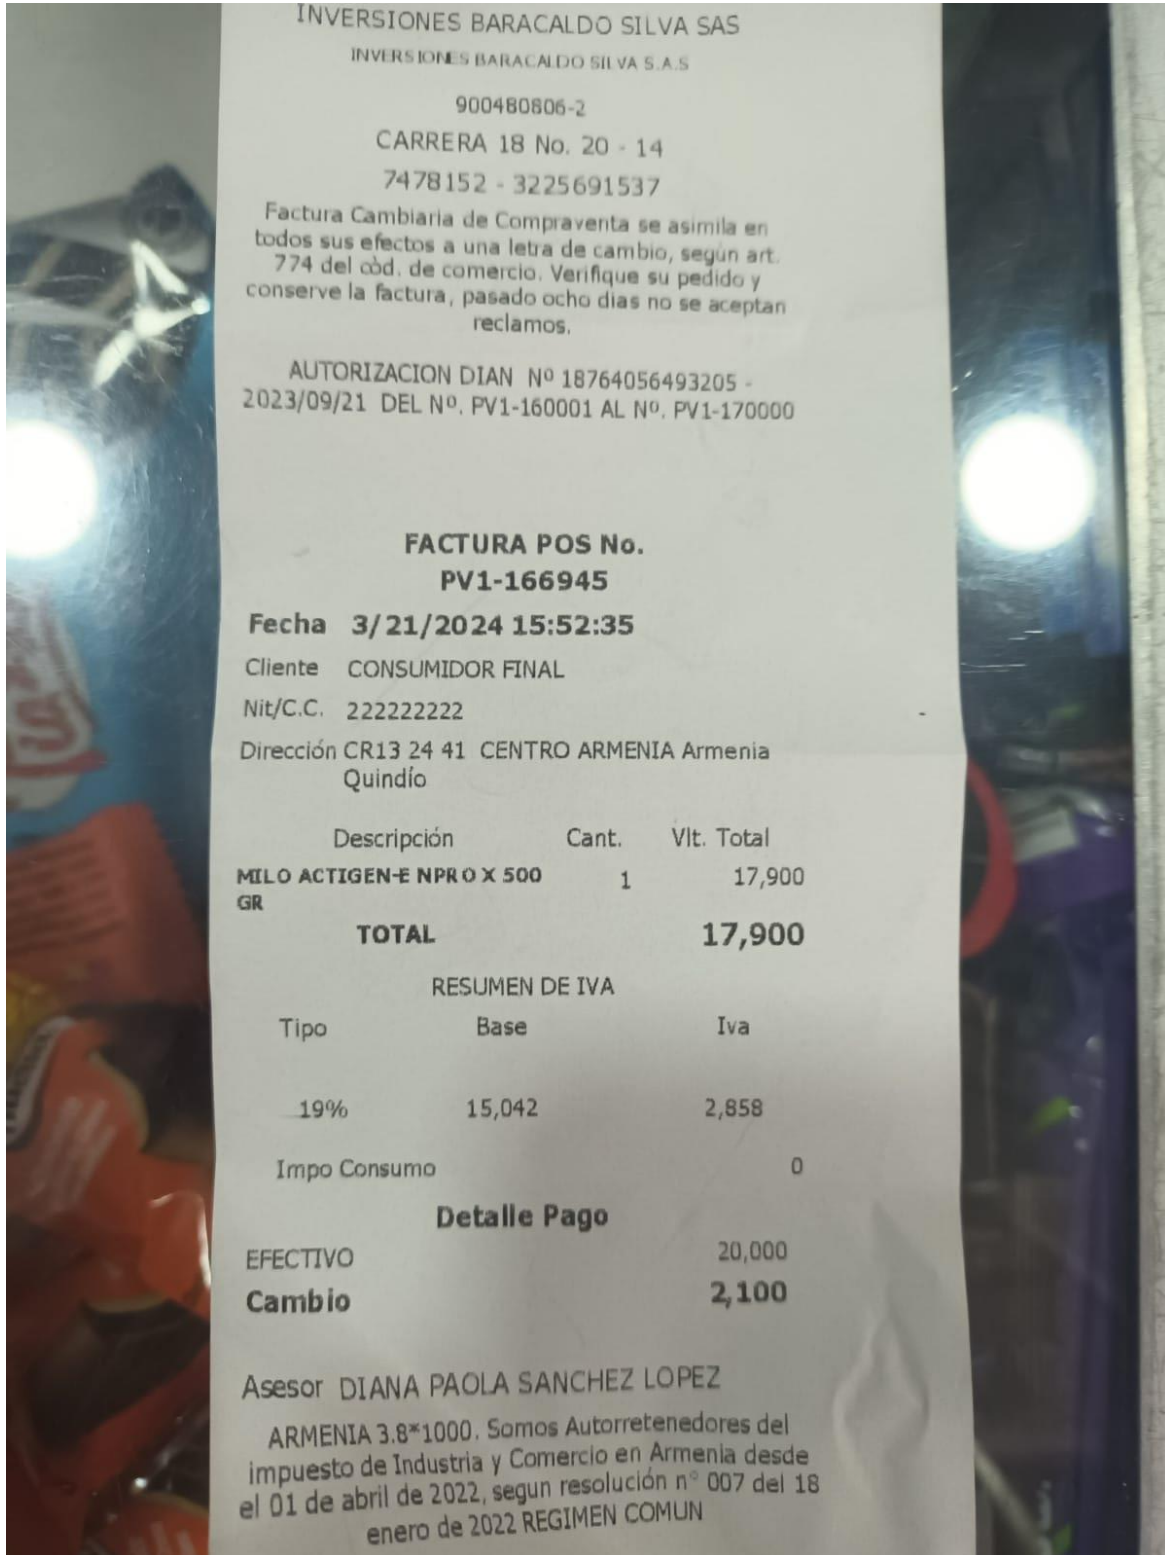 INVERSIONES BARACALDO SILVA SAS
INVERSIONES BARACALDO SILVA S.A.S
900480806-2
CARRERA 18 No. 20 - 14
7478152 - 3225691537
Factura Cambiaria de Compraventa se asimila en
todos sus efectos a una letra de cambio, según art.
774 del còd. de comercio. Verifique su pedido y
conserve la factura, pasado ocho dias no se aceptan
reclamos.
AUTORIZACION DIAN Nº 18764056493205 -
2023/09/21 DEL Nº. PV1-160001 AL Nº. PV1-170000
FACTURA POS No.
PV1-166945
Fecha 3/21/2024 15:52:35
Cliente CONSUMIDOR FINAL
Nit/C.C. 222222222
Dirección CR13 24 41 CENTRO ARMENIA Armenia
Quindío
Descripción Cant. Vlt. Total
MILO ACTIGEN-E NPRO X 500 1 17,900
GR
TOTAL 17,900
RESUMEN DE IVA
Tipo Base Iva
19% 15,042 2,858
Impo Consumo 0
Detalle Pago
EFECTIVO 20,000
Cambio 2,100
Asesor DIANA PAOLA SANCHEZ LOPEZ
ARMENIA 3.8*1000. Somos Autorretenedores del
impuesto de Industria y Comercio en Armenia desde
el 01 de abril de 2022, segun resolución n° 007 del 18
enero de 2022 REGIMEN COMUN